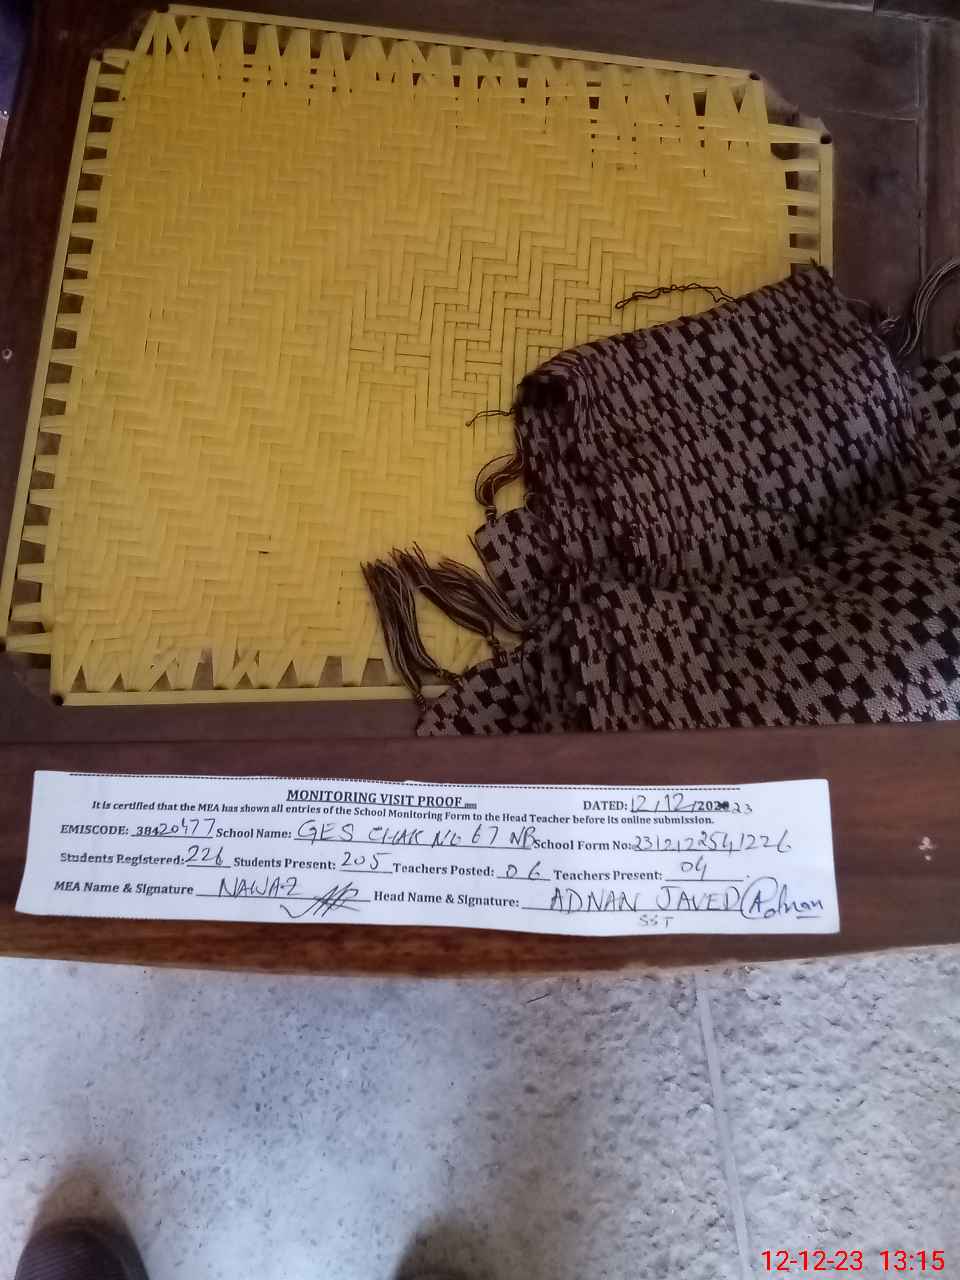 MONITORING VISIT PROOF
DATED: 12/12/2023
It is certified that the MEA has shown all entries of the School Monitoring Form to the Head Teacher before its online submission.
EMISCODE: 38420477 School Name: GES CHAK No 67 NB School Form No: 2312122541226
Students Registered: 226 Students Present: 205 Teachers Posted: 06 Teachers Present: 04
MEA Name & Signature NAWAZ Head Name & Signature: ADNAN JAVED Adnan
SST
12-12-23 13:15